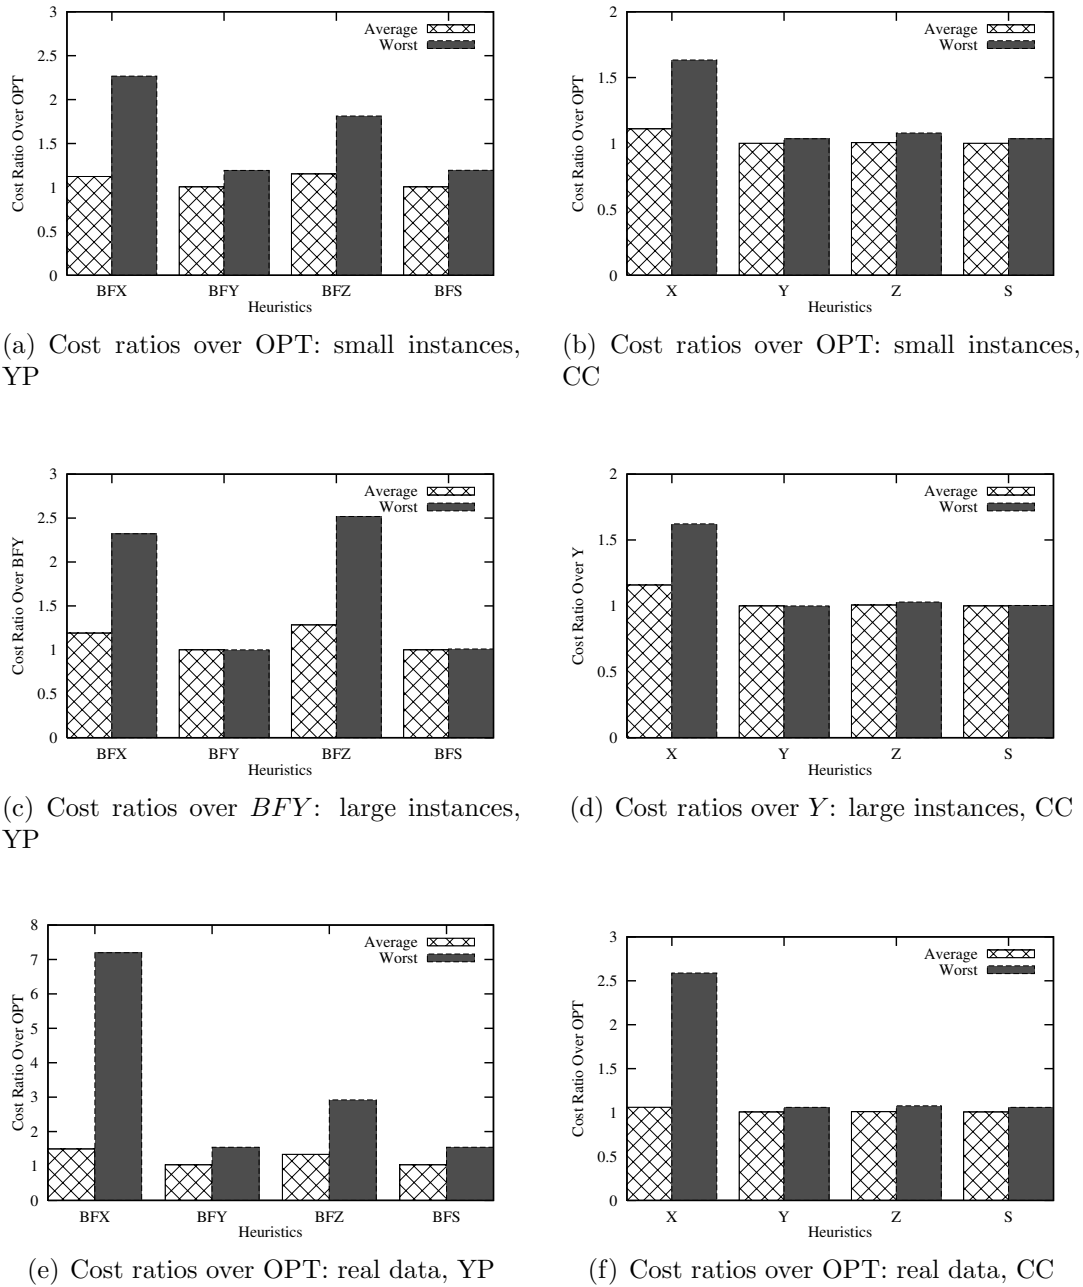 3
2.5
2
1.5
1
0.5
0
Cost Ratio Over OPT
Average
Worst
BFX BFY BFZ BFS
Heuristics
(a) Cost ratios over OPT: small instances,
YP
2
1.5
1
0.5
0
Cost Ratio Over OPT
Average
Worst
X Y Z S
Heuristics
(b) Cost ratios over OPT: small instances,
CC
3
2.5
2
1.5
1
0.5
0
Cost Ratio Over BFY
Average
Worst
BFX BFY BFZ BFS
Heuristics
(c) Cost ratios over BFY: large instances,
YP
2
1.5
1
0.5
0
Cost Ratio Over Y
Average
Worst
X Y Z S
Heuristics
(d) Cost ratios over Y: large instances, CC
8
7
6
5
4
3
2
1
0
Cost Ratio Over OPT
Average
Worst
BFX BFY BFZ BFS
Heuristics
(e) Cost ratios over OPT: real data, YP
3
2.5
2
1.5
1
0.5
0
Cost Ratio Over OPT
Average
Worst
X Y Z S
Heuristics
(f) Cost ratios over OPT: real data, CC